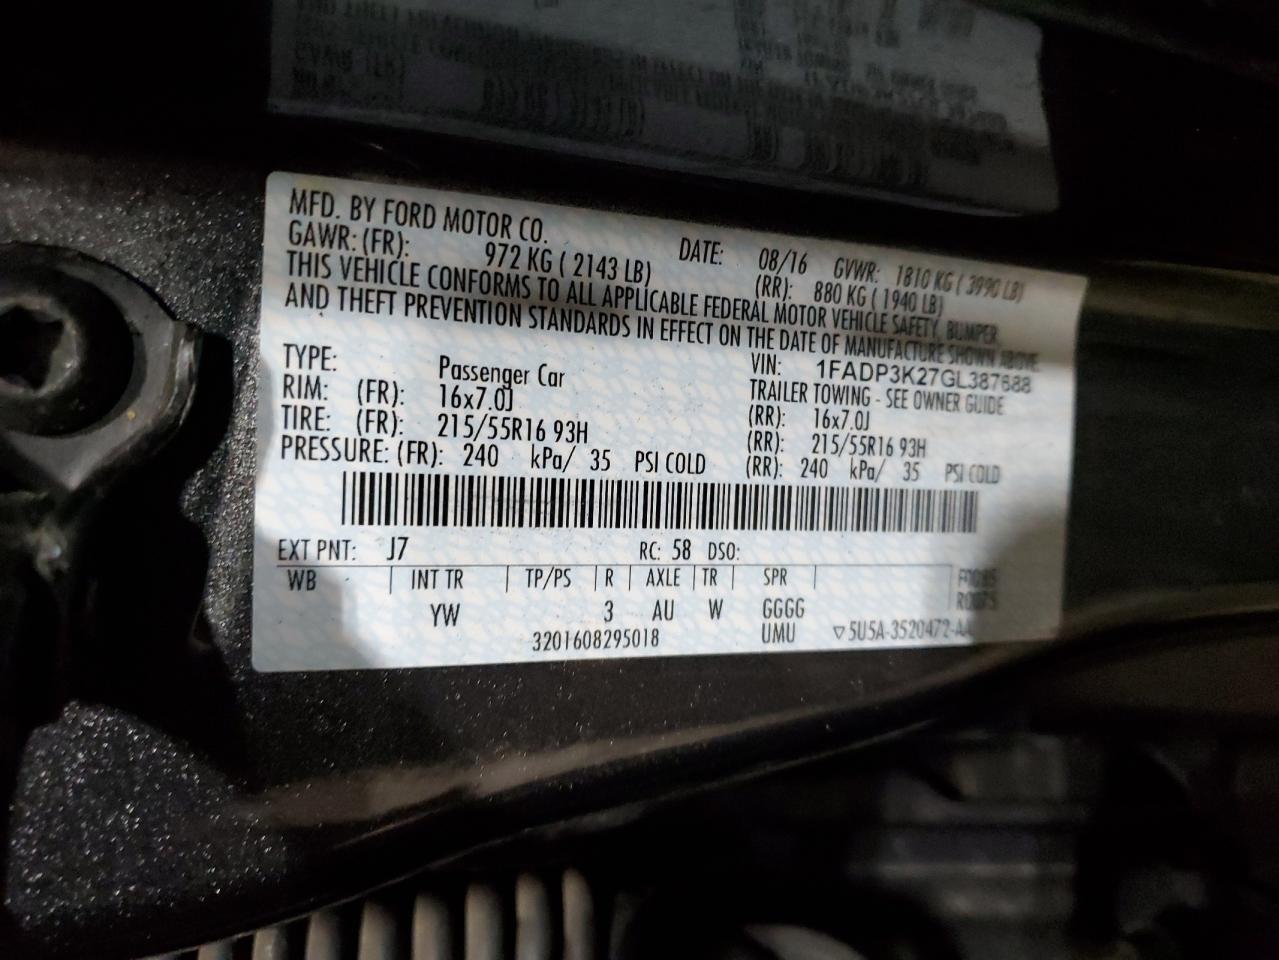 MFD. BY FORD MOTOR CO. DATE: 08/16 GVWR: 1810 KG ( 3990 LB)
GAWR: (FR): 972 KG ( 2143 LB) (RR): 880 KG ( 1940 LB)
THIS VEHICLE CONFORMS TO ALL APPLICABLE FEDERAL MOTOR VEHICLE SAFETY, BUMPER,
AND THEFT PREVENTION STANDARDS IN EFFECT ON THE DATE OF MANUFACTURE SHOWN ABOVE.
VIN: 1FADP3K27GL387688
TYPE: Passenger Car TRAILER TOWING - SEE OWNER GUIDE
RIM: (FR): 16x7.0J (RR): 16x7.0J
TIRE: (FR): 215/55R16 93H (RR): 215/55R16 93H
PRESSURE: (FR): 240 kPa/ 35 PSI COLD (RR): 240 kPa/ 35 PSI COLD
EXT PNT: J7 RC: 58 DSO:
WB INT TR TP/PS R AXLE TR SPR
YW 3 AU W GGGG
3201608295018 UMU ▽5U5A-3520472-AA